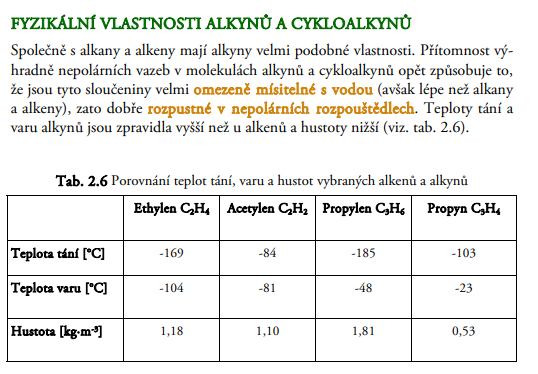 FYZIKÁLNÍ VLASTNOSTI ALKYNŮ A CYKLOALKYNŮ
Společně s alkany a alkeny mají alkyny velmi podobné vlastnosti. Přítomnost vý-
hradně nepolárních vazeb v molekulách alkynů a cykloalkynů opět způsobuje to,
že jsou tyto sloučeniny velmi omezeně mísitelné s vodou (avšak lépe než alkany
a alkeny), zato dobře rozpustné v nepolárních rozpouštědlech. Teploty tání a
varu alkynů jsou zpravidla vyšší než u alkenů a hustoty nižší (viz. tab. 2.6).
Tab. 2.6 Porovnání teplot tání, varu a hustot vybraných alkenů a alkynů
Ethylen C₂H₄ Acetylen C₂H₂ Propylen C₃H₆ Propyn C₃H₄
Teplota tání [°C] -169 -84 -185 -103
Teplota varu [°C] -104 -81 -48 -23
Hustota [kg·m⁻³] 1,18 1,10 1,81 0,53